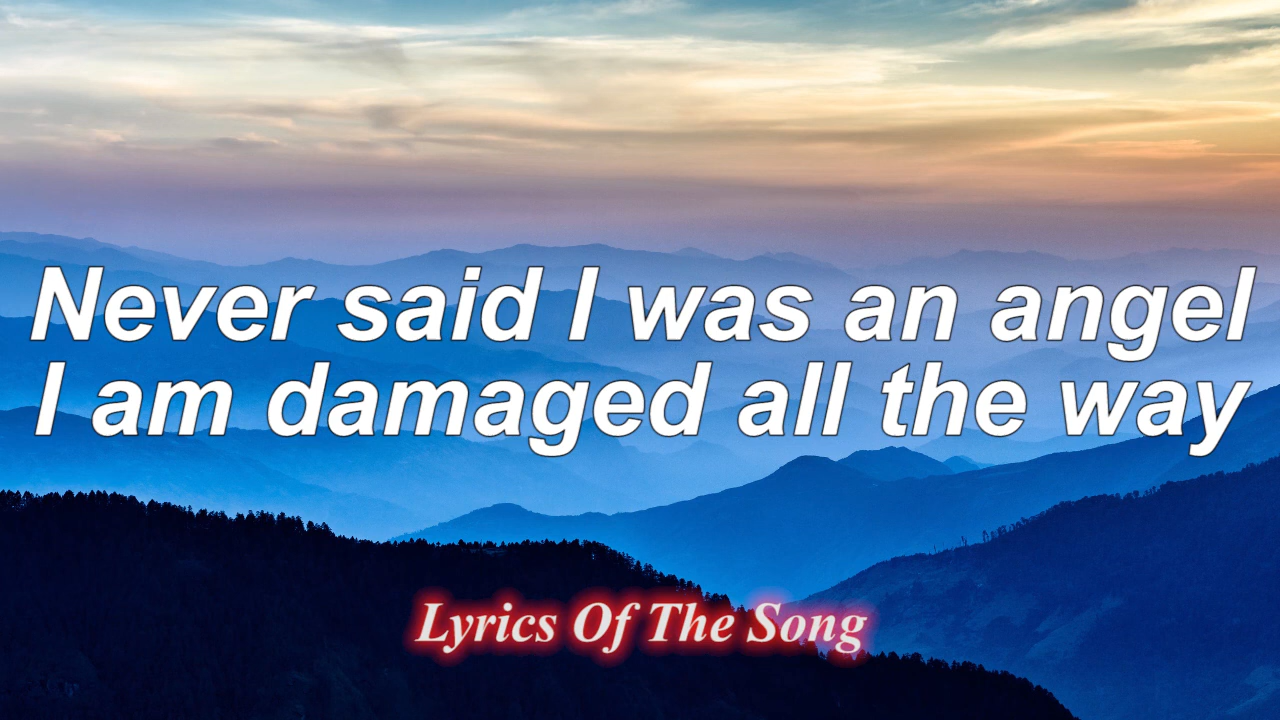 Never said I was an angel
I am damaged all the way
Lyrics Of The Song